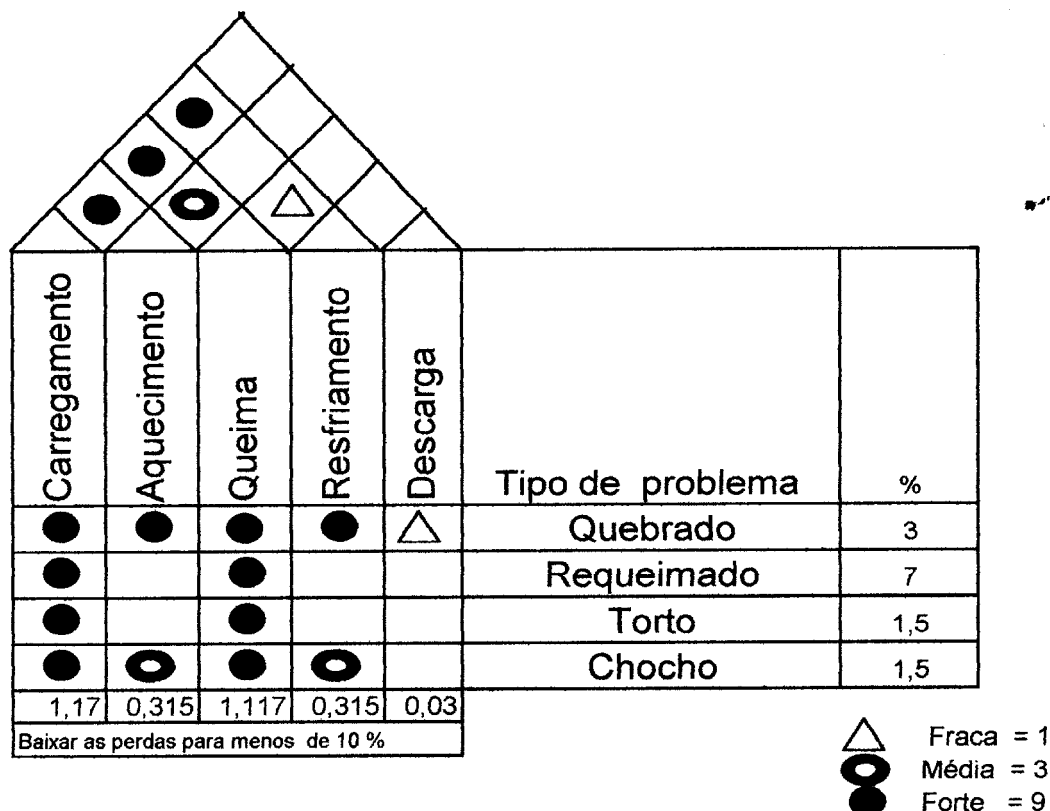 Carregamento
Aquecimento
Queima
Resfriamento
Descarga
Tipo de problema %
Quebrado 3
Requeimado 7
Torto 1,5
Chocho 1,5
1,17 0,315 1,117 0,315 0,03
Baixar as perdas para menos de 10 %
Fraca = 1
Média = 3
Forte = 9